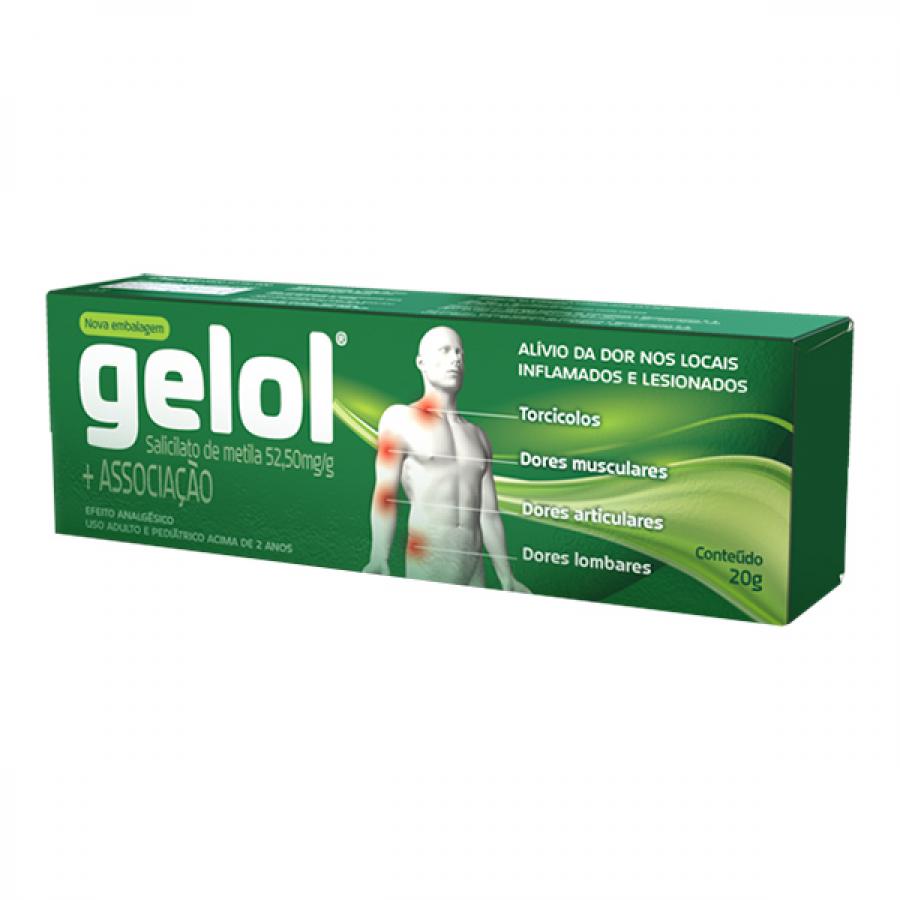 Nova embalagem
gelol®
Salicilato de metila 52,50mg/g
+ ASSOCIAÇÃO
EFEITO ANALGÉSICO
USO ADULTO E PEDIÁTRICO ACIMA DE 2 ANOS
ALÍVIO DA DOR NOS LOCAIS
INFLAMADOS E LESIONADOS
Torcicolos
Dores musculares
Dores articulares
Dores lombares
Conteúdo
20g